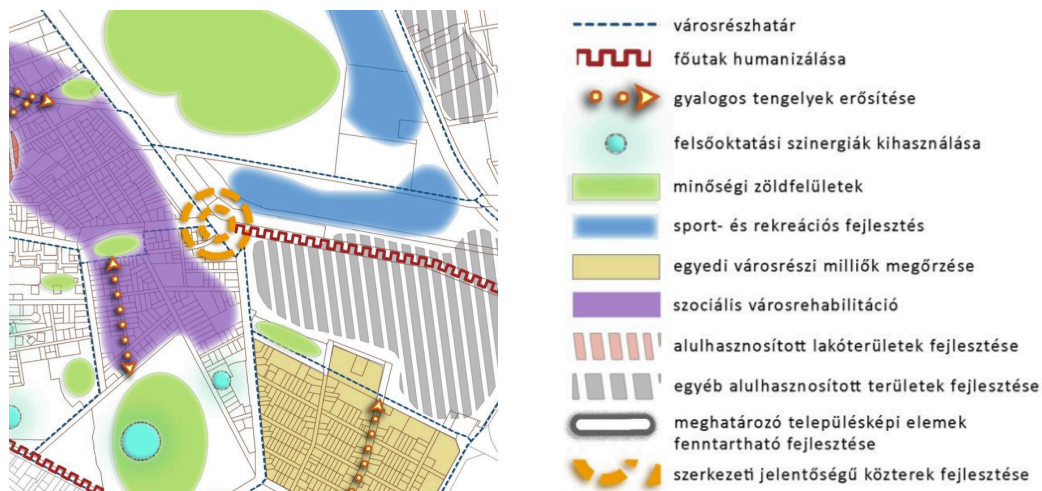 városrészhatár
főutak humanizálása
gyalogos tengelyek erősítése
felsőoktatási szinergiák kihasználása
minőségi zöldfelületek
sport- és rekreációs fejlesztés
egyedi városrészi milliők megőrzése
szociális városrehabilitáció
alulhasznosított lakóterületek fejlesztése
egyéb alulhasznosított területek fejlesztése
meghatározó településképi elemek
fenntartható fejlesztése
szerkezeti jelentőségű közterek fejlesztése